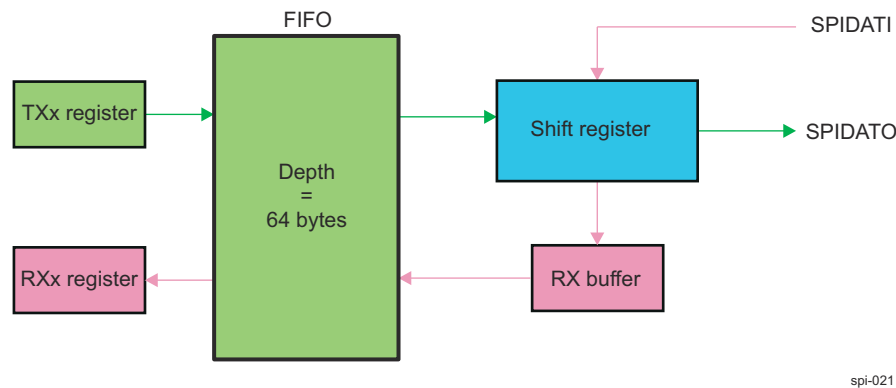 FIFO
SPIDATI
TXx register
Shift register
SPIDATO
Depth
=
64 bytes
RXx register
RX buffer
spi-021